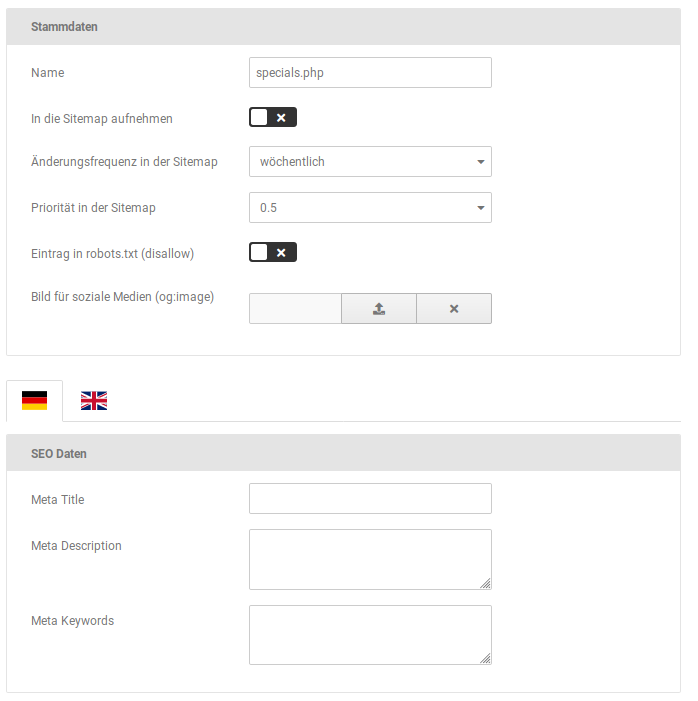 Stammdaten
Name
specials.php
In die Sitemap aufnehmen
Änderungsfrequenz in der Sitemap
wöchentlich
Priorität in der Sitemap
0.5
Eintrag in robots.txt (disallow)
Bild für soziale Medien (og:image)
SEO Daten
Meta Title
Meta Description
Meta Keywords